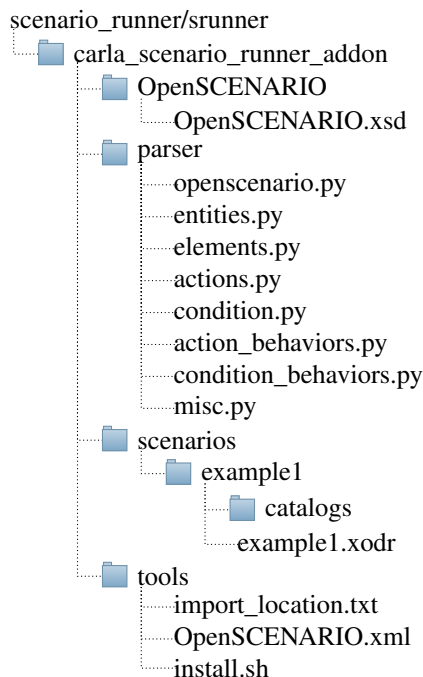 scenario_runner/srunner
carla_scenario_runner_addon
OpenSCENARIO
OpenSCENARIO.xsd
parser
openscenario.py
entities.py
elements.py
actions.py
condition.py
action_behaviors.py
condition_behaviors.py
misc.py
scenarios
example1
catalogs
example1.xodr
tools
import_location.txt
OpenSCENARIO.xml
install.sh